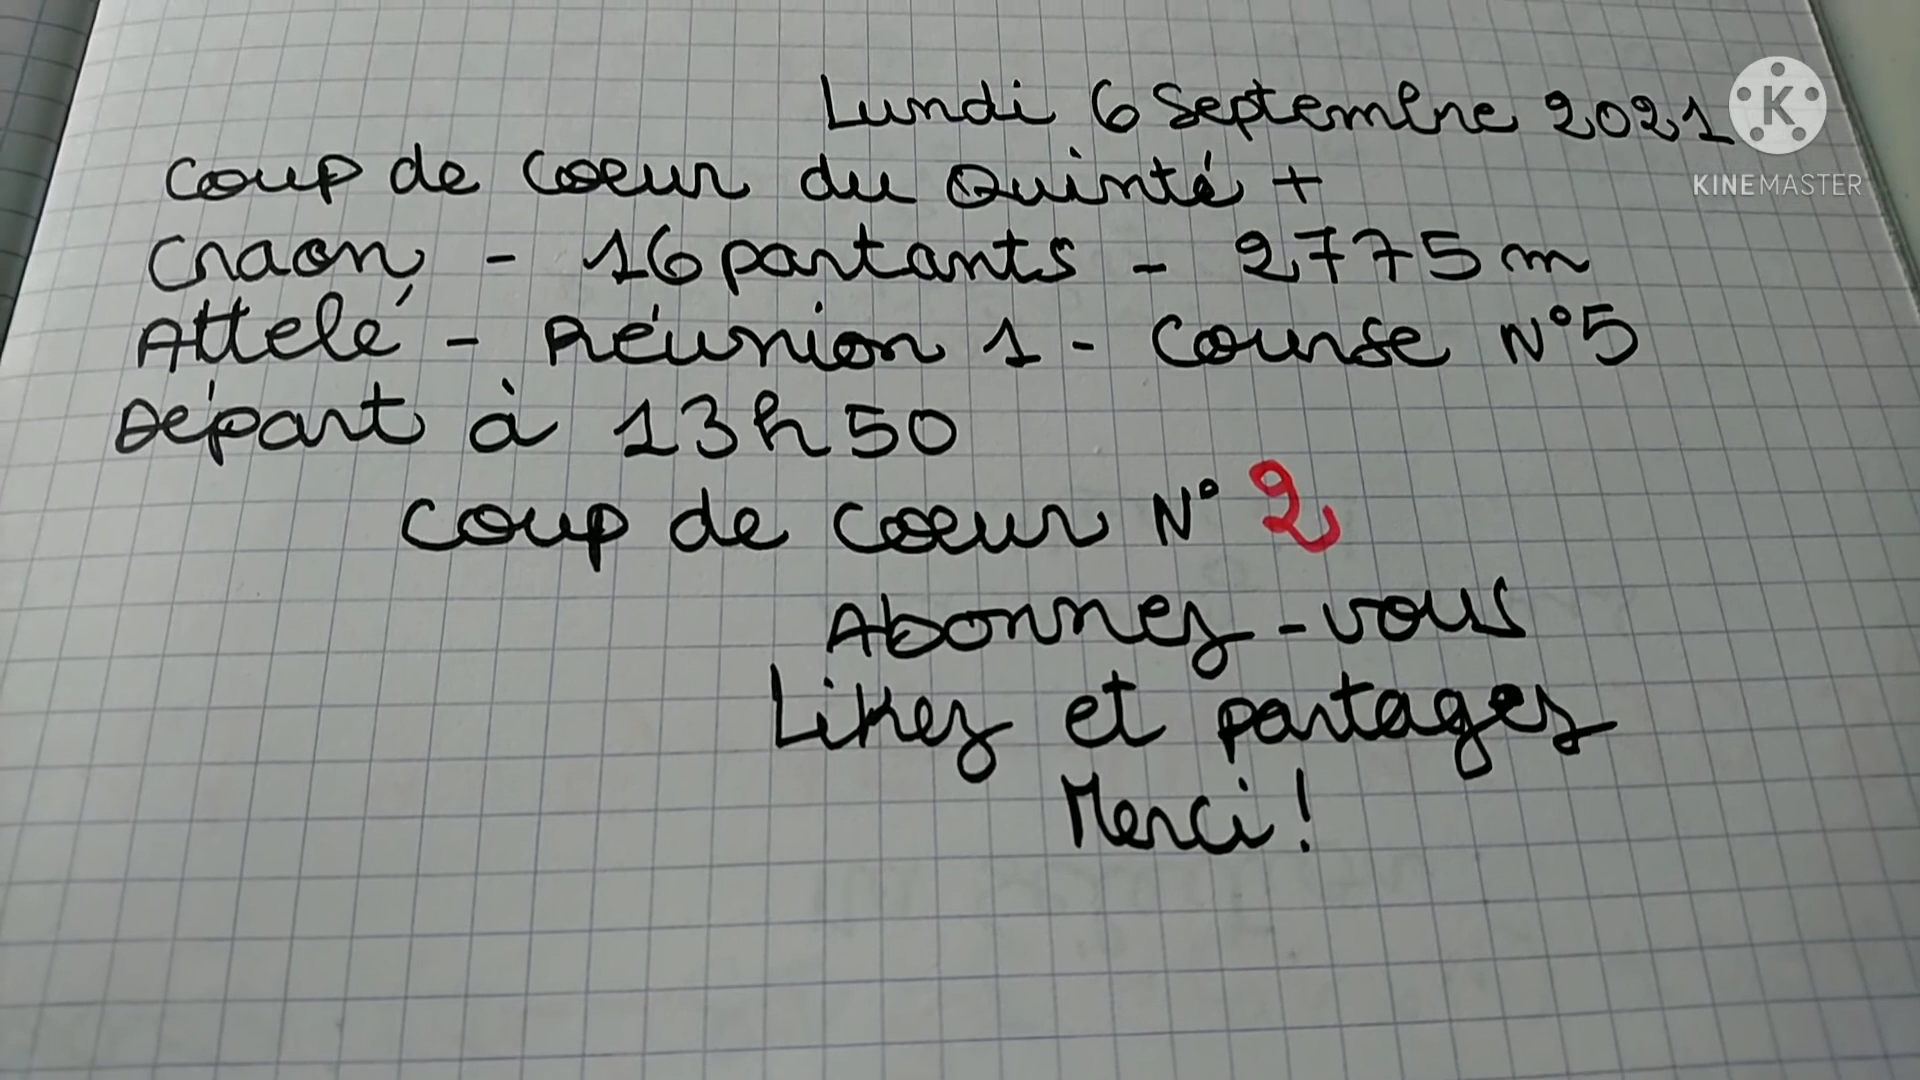 Lundi 6 Septembre 2021
Coup de coeur du Quinté +
Craon - 16 partants - 2775 m
Attelé - Réunion 1 - Course N°5
Départ à 13h50
Coup de coeur N° 2
Abonnez-vous
Likez et partagez
Merci !
K
KINEMASTER